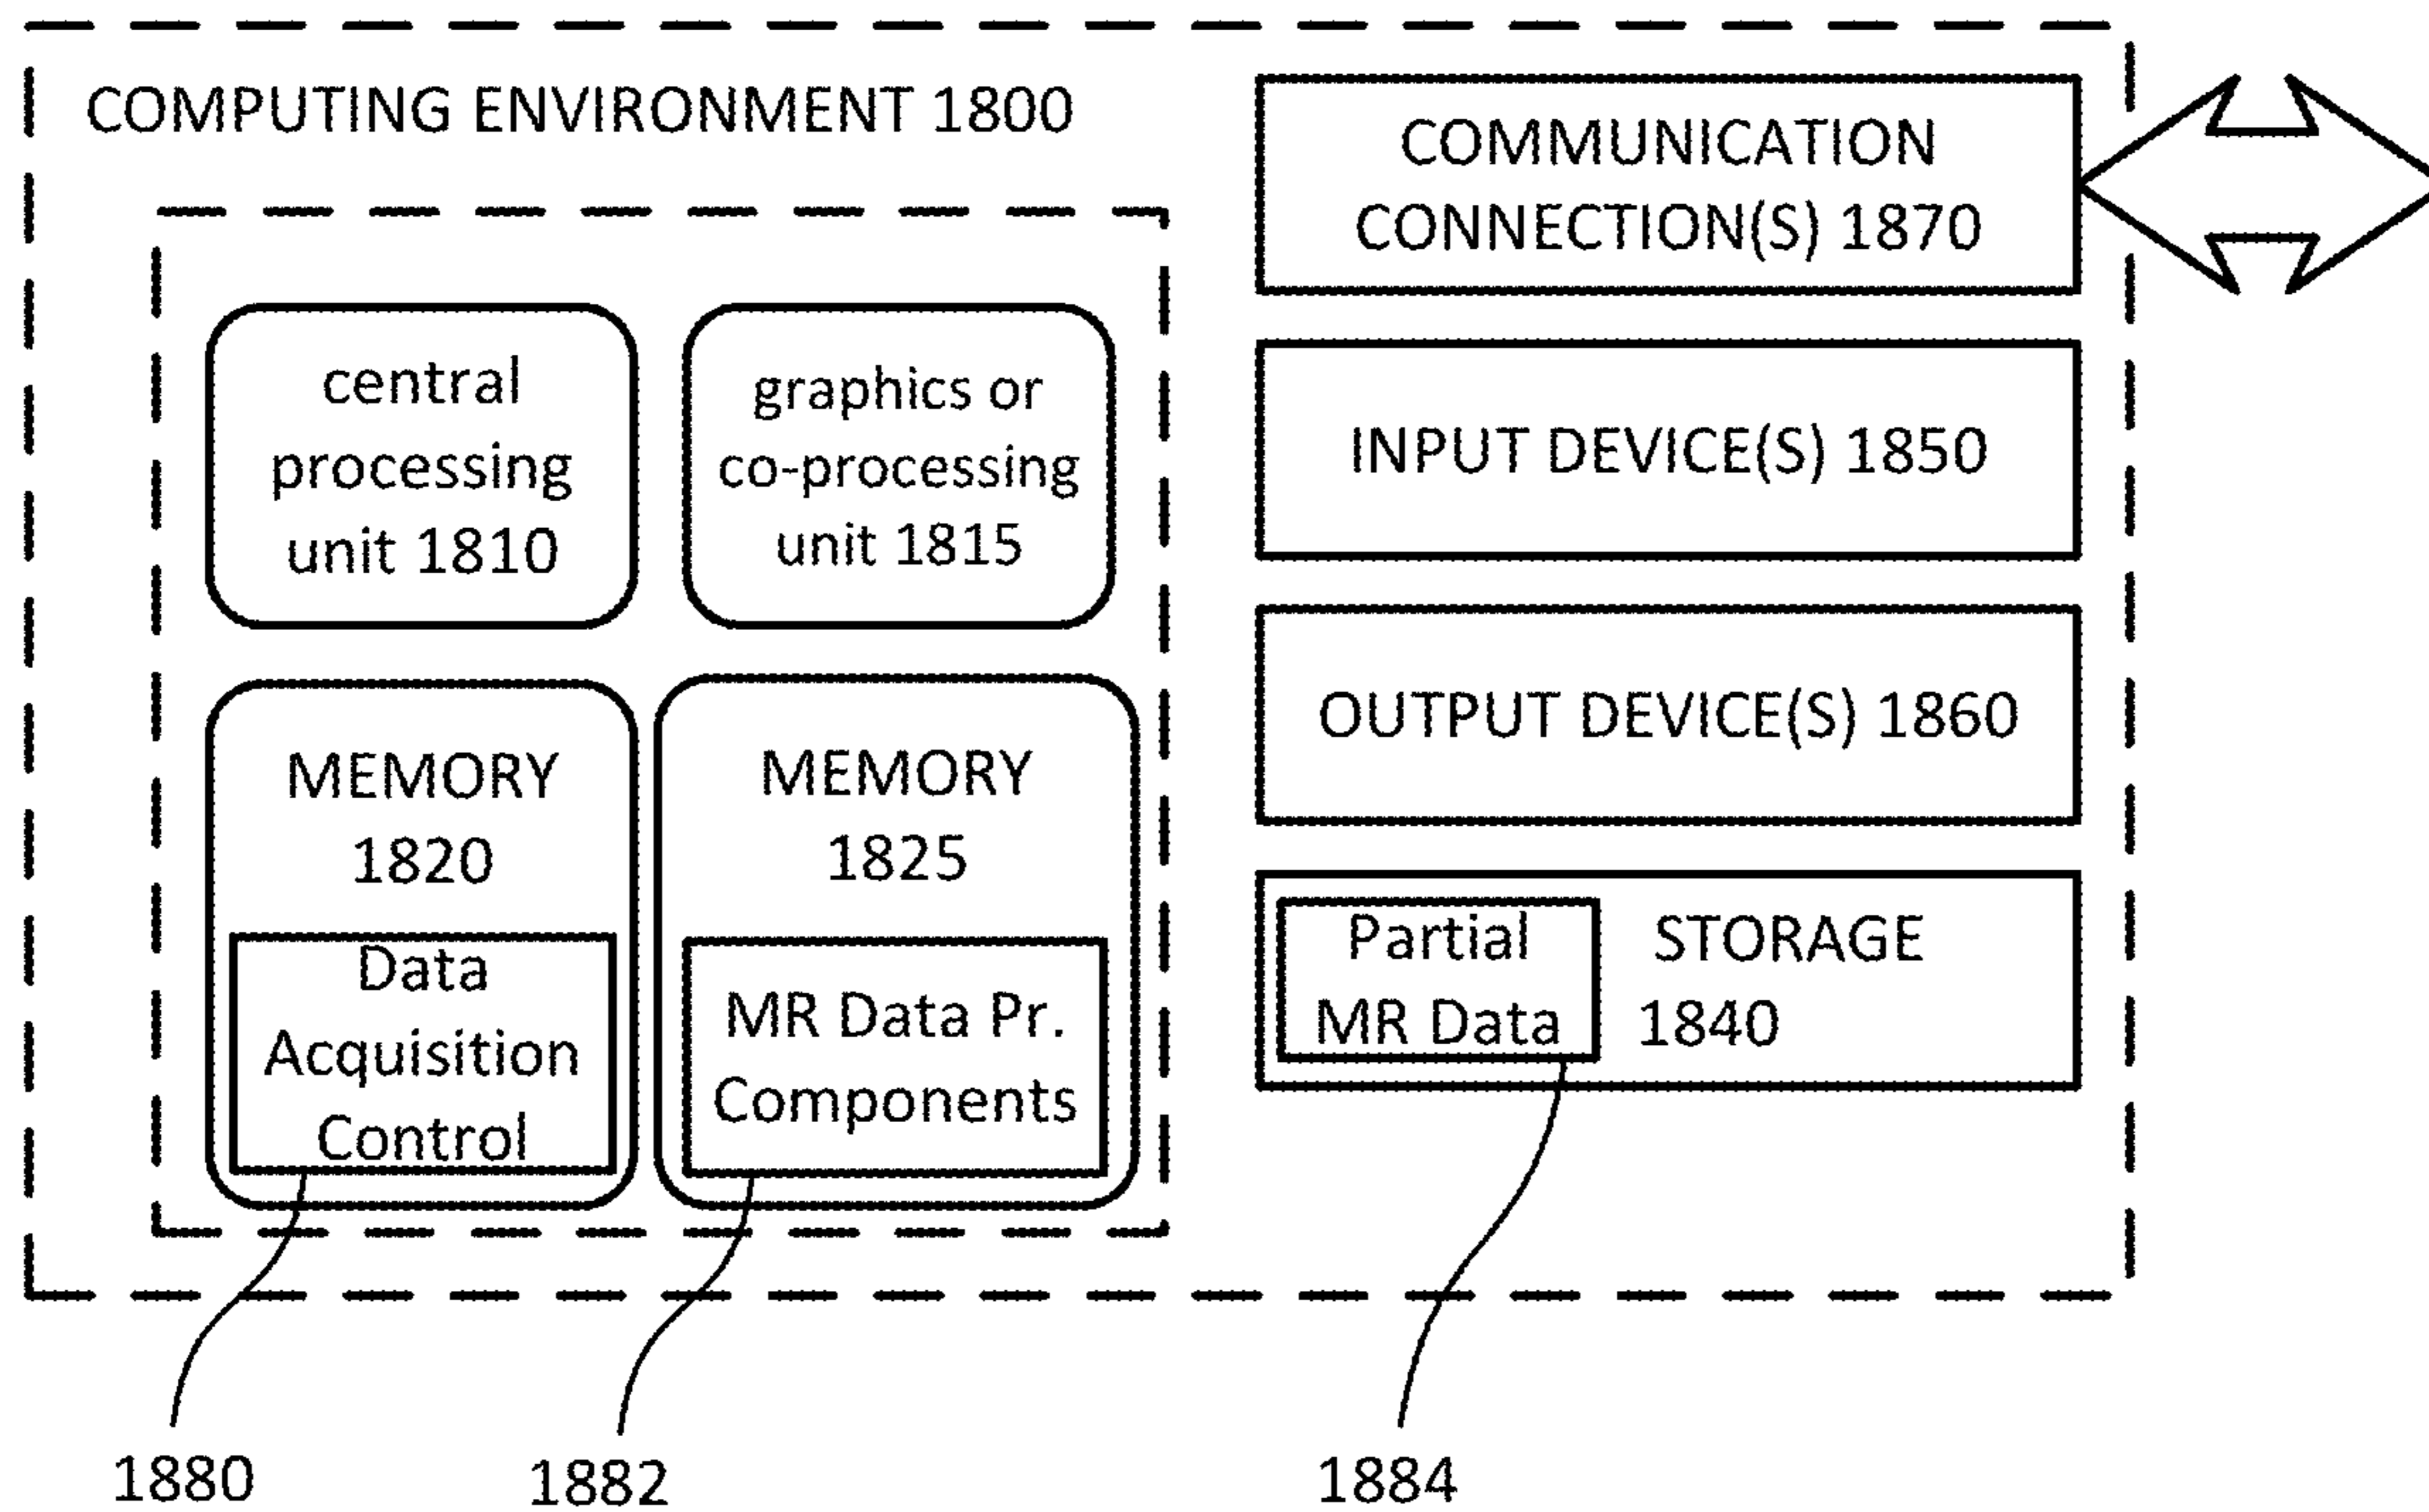 COMPUTING ENVIRONMENT 1800
central
processing
unit 1810
graphics or
co-processing
unit 1815
MEMORY
1820
Data
Acquisition
Control
MEMORY
1825
MR Data Pr.
Components
COMMUNICATION
CONNECTION(S) 1870
INPUT DEVICE(S) 1850
OUTPUT DEVICE(S) 1860
Partial
MR Data
STORAGE
1840
1880
1882
1884